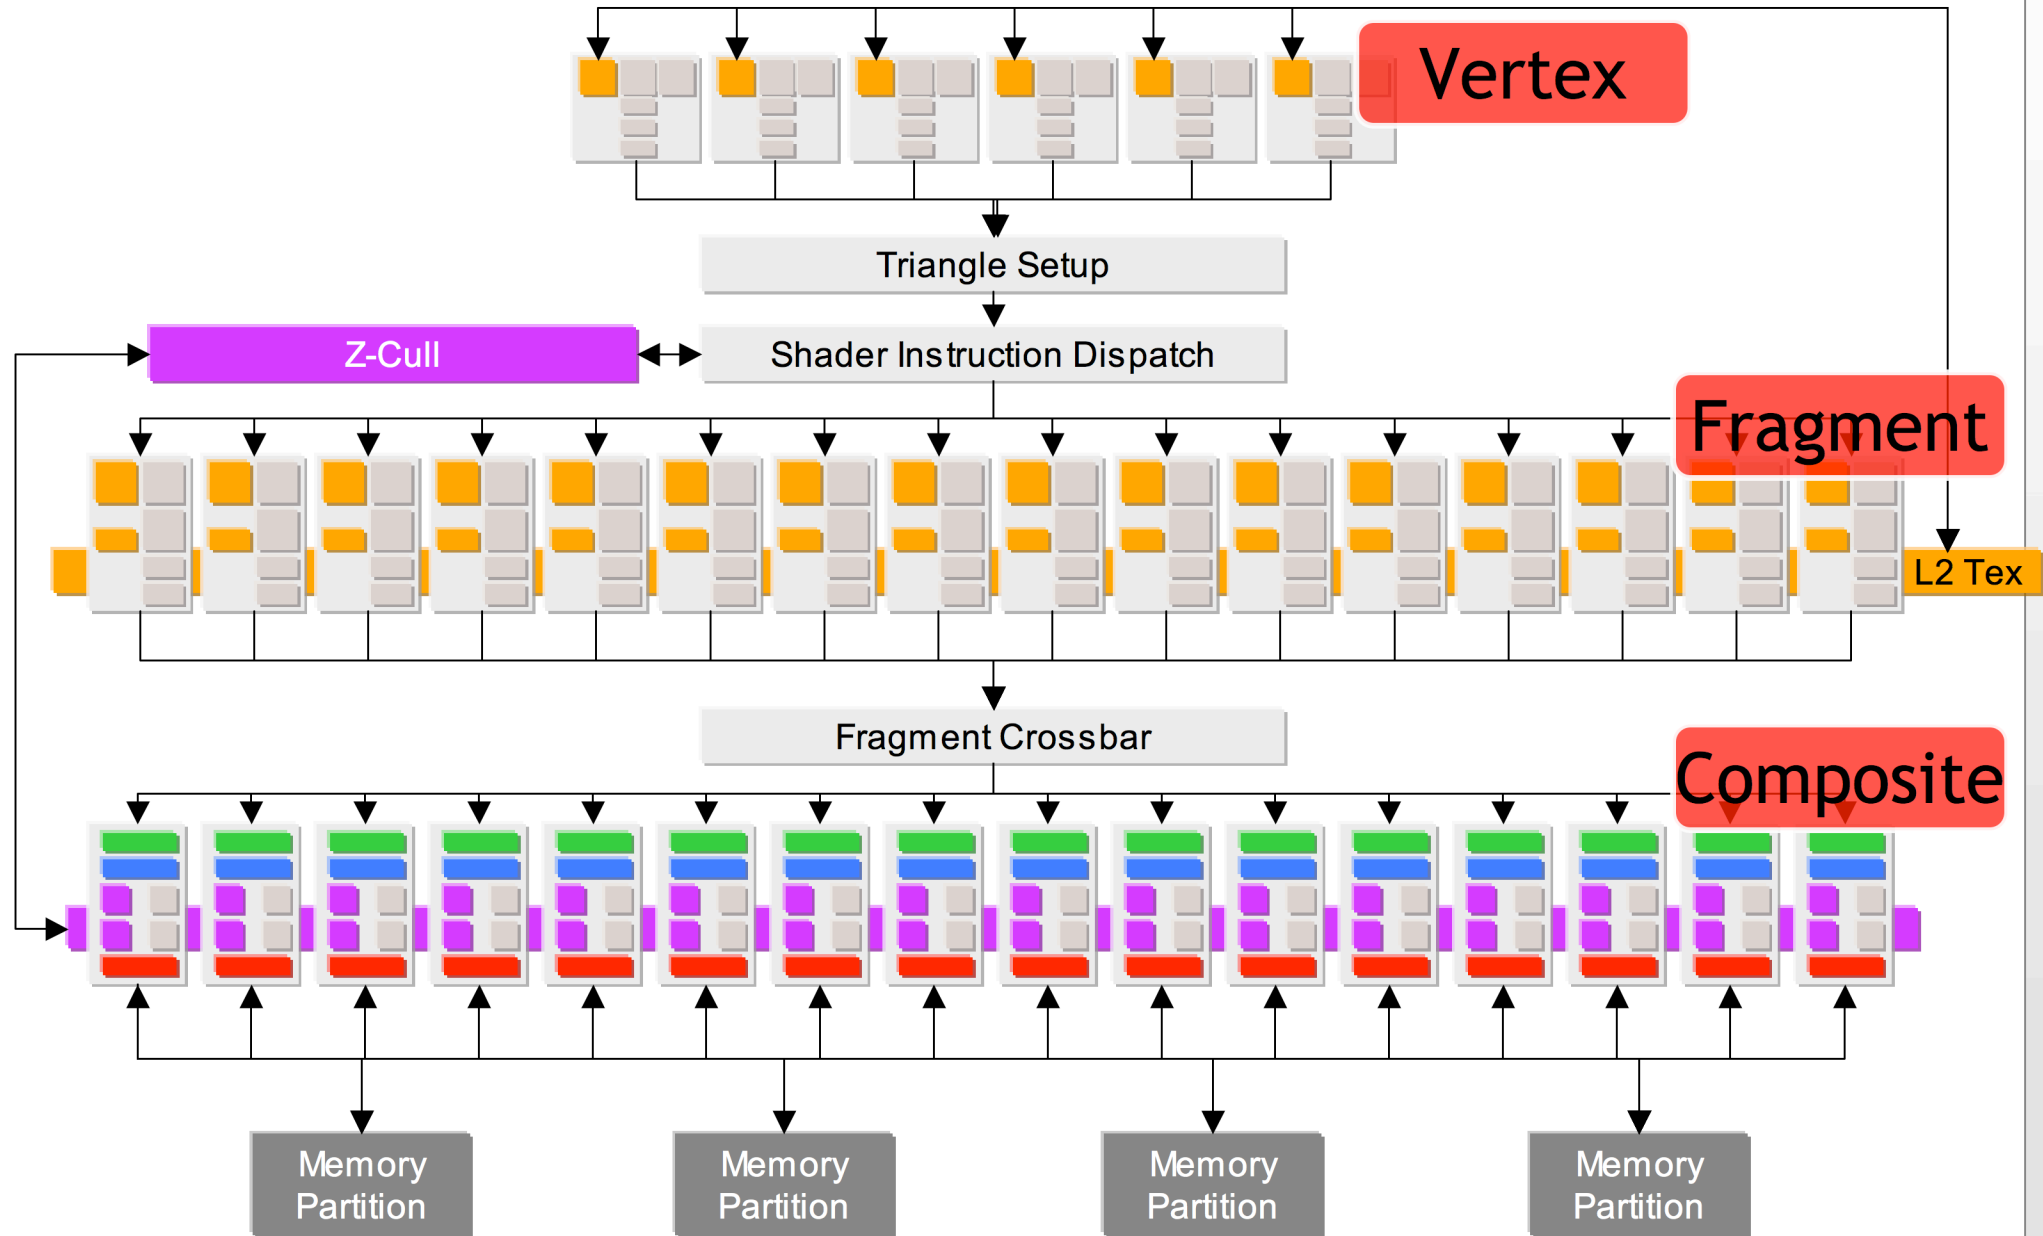 Vertex
Triangle Setup
Z-Cull
Shader Instruction Dispatch
Fragment
L2 Tex
Fragment Crossbar
Composite
Memory
Partition
Memory
Partition
Memory
Partition
Memory
Partition